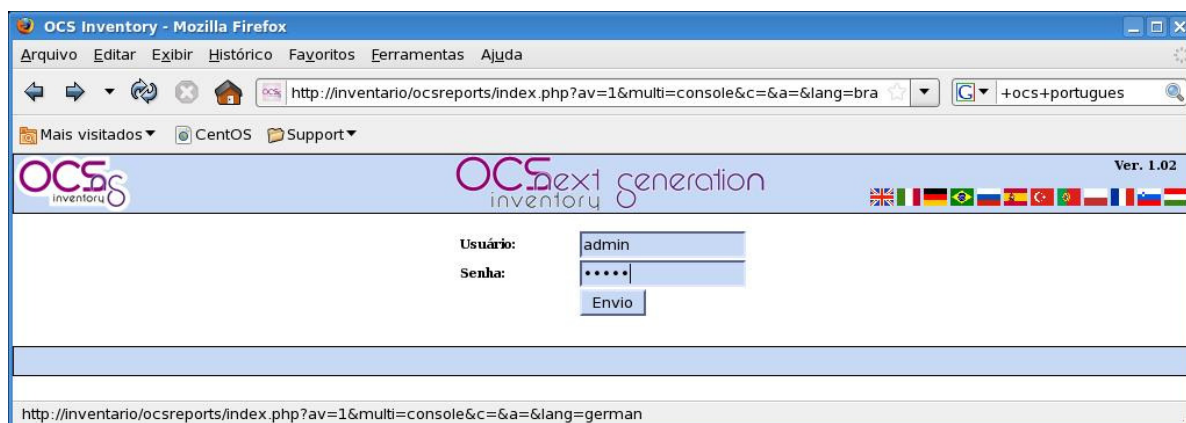 OCS Inventory - Mozilla Firefox
Arquivo Editar Exibir Histórico Favoritos Ferramentas Ajuda
http://inventario/ocsreports/index.php?av=1&multi=console&c=&a=&lang=bra
G +ocs+portugues
Mais visitados CentOS Support
OCS ng inventory
OCS inventory next generation
Ver. 1.02
Usuário: admin
Senha: •••••
Envio
http://inventario/ocsreports/index.php?av=1&multi=console&c=&a=&lang=german